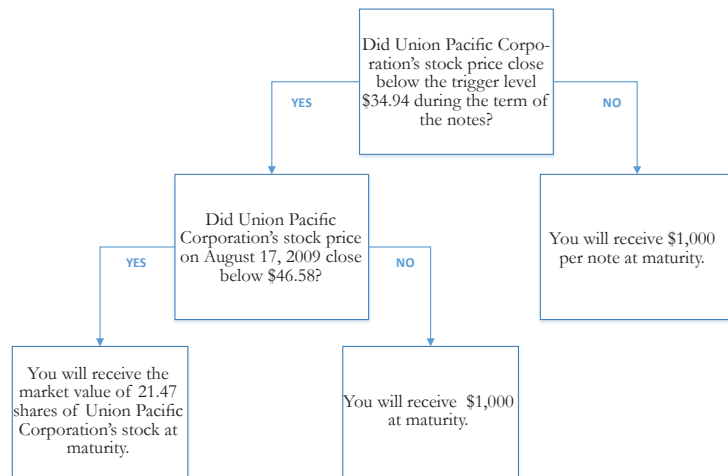 Did Union Pacific Corpo-
ration's stock price close
below the trigger level
$34.94 during the term of
the notes?
YES
NO
Did Union Pacific
Corporation's stock price
on August 17, 2009 close
below $46.58?
You will receive $1,000
per note at maturity.
YES
NO
You will receive the
market value of 21.47
shares of Union Pacific
Corporation's stock at
maturity.
You will receive $1,000
at maturity.